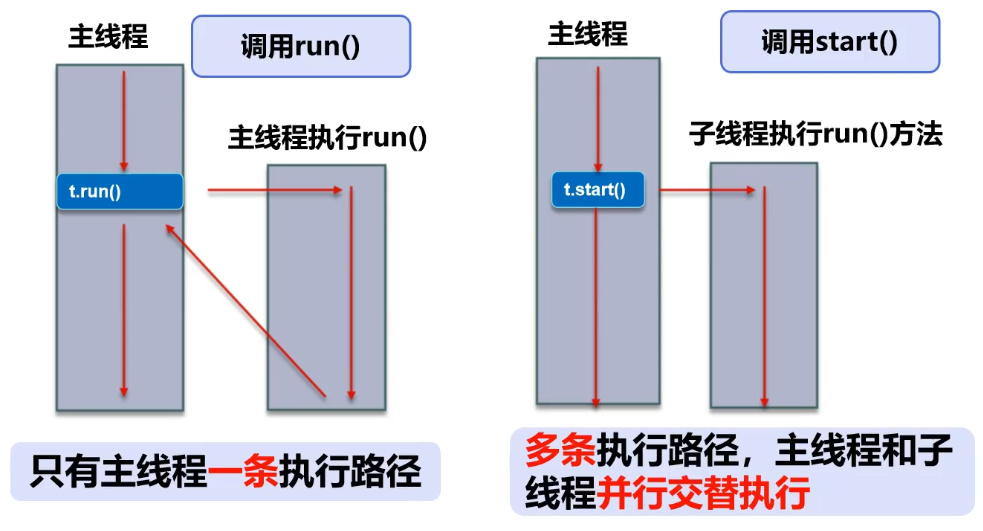 主线程
调用run()
主线程执行run()
t.run()
只有主线程一条执行路径
主线程
调用start()
子线程执行run()方法
t.start()
多条执行路径，主线程和子
线程并行交替执行